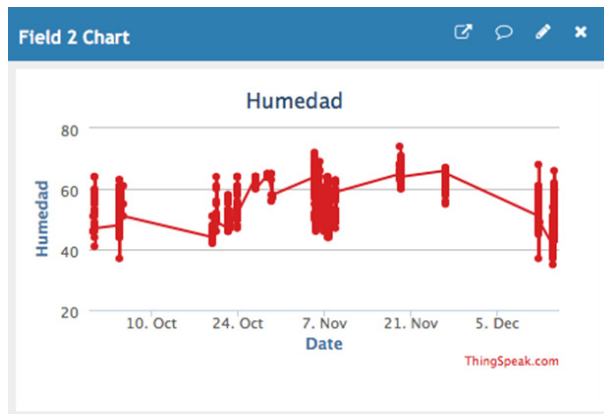 Field 2 Chart
Humedad
80
60
40
20
Humedad
10. Oct 24. Oct 7. Nov 21. Nov 5. Dec
Date
ThingSpeak.com